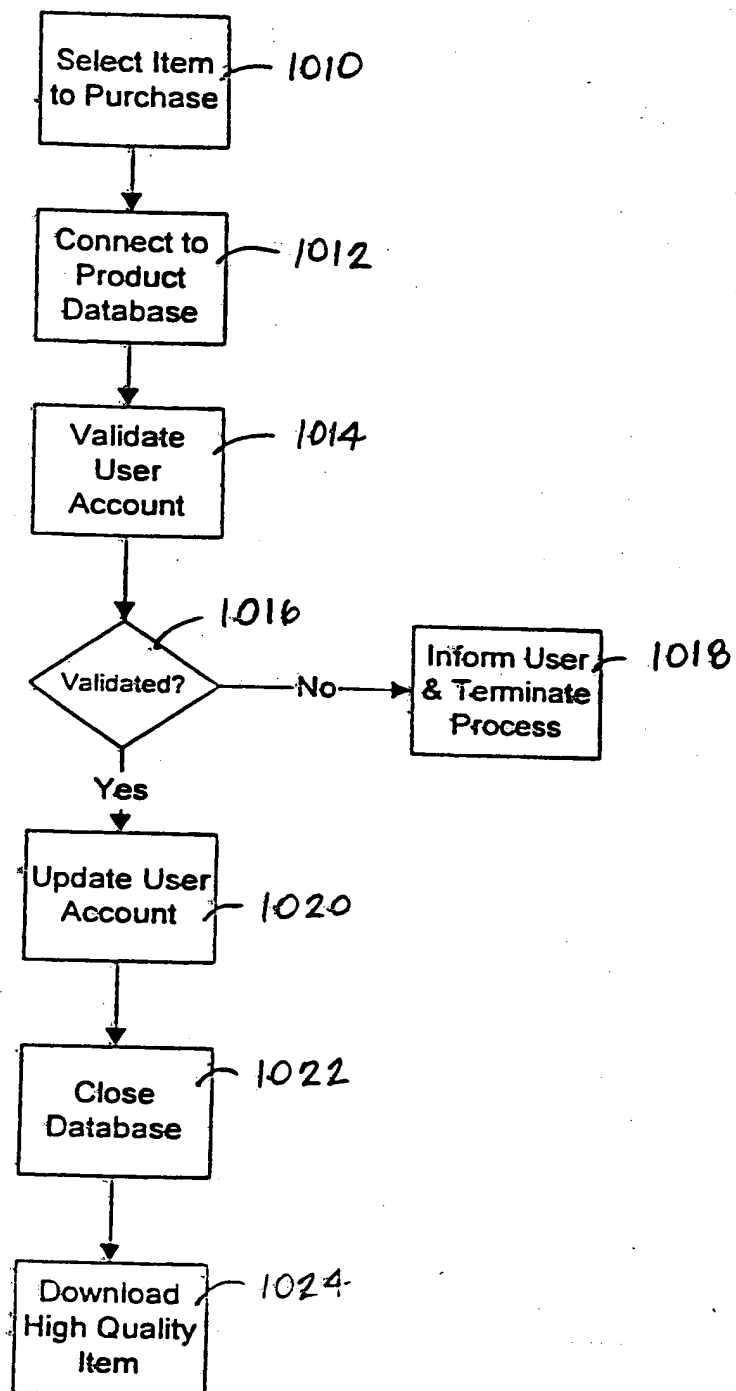 Select Item
to Purchase
1010
Connect to
Product
Database
1012
Validate
User
Account
1014
1016
Validated?
No
Inform User
& Terminate
Process
1018
Yes
Update User
Account
1020
Close
Database
1022
Download
High Quality
Item
1024